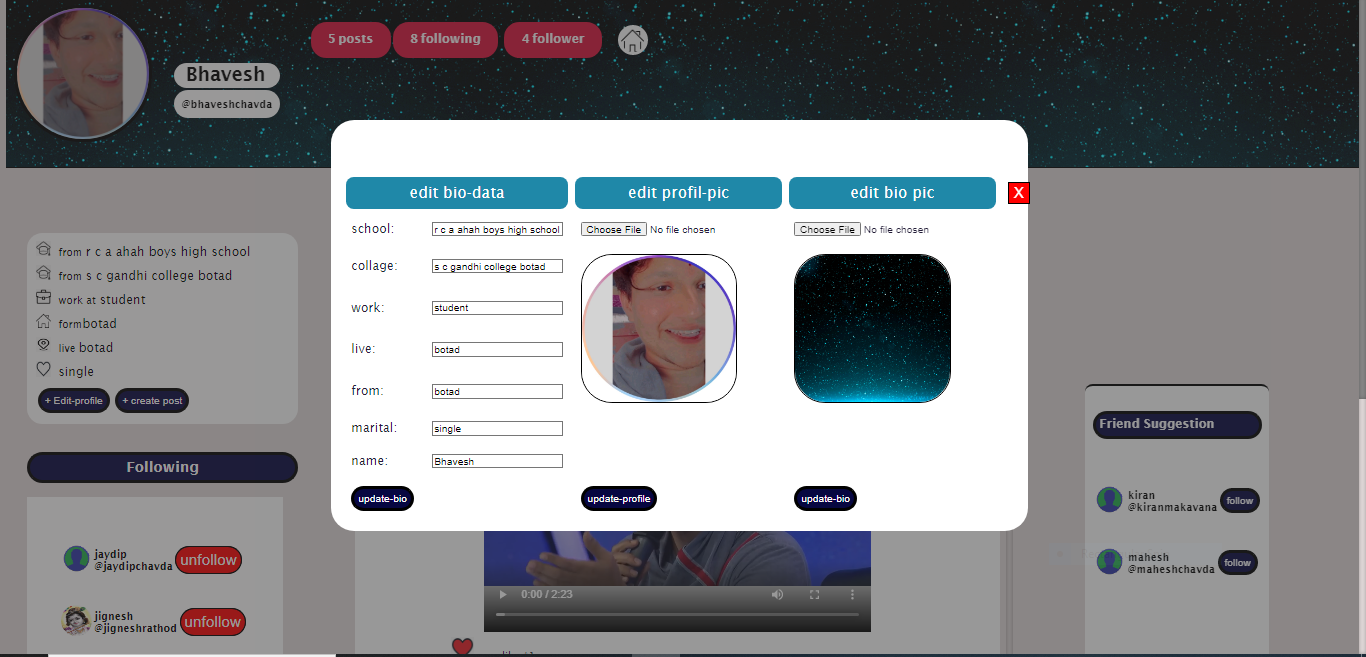 5 posts
8 following
4 follower
Bhavesh
@bhaveshchavda
edit bio-data
edit profil-pic
edit bio pic
X
school:
r c a ahah boys high school
Choose File No file chosen
Choose File No file chosen
collage:
s c gandhi college botad
work:
student
live:
botad
from:
botad
marital:
single
name:
Bhavesh
update-bio
update-profile
update-bio
from r c a ahah boys high school
from s c gandhi college botad
work at student
formbotad
live botad
single
+ Edit-profile
+ create post
Following
jaydip
@jaydipchavda
unfollow
jignesh
@jigneshrathod
unfollow
0:00 / 2:23
Friend Suggestion
kiran
@kiranmakavana
follow
mahesh
@maheshchavda
follow